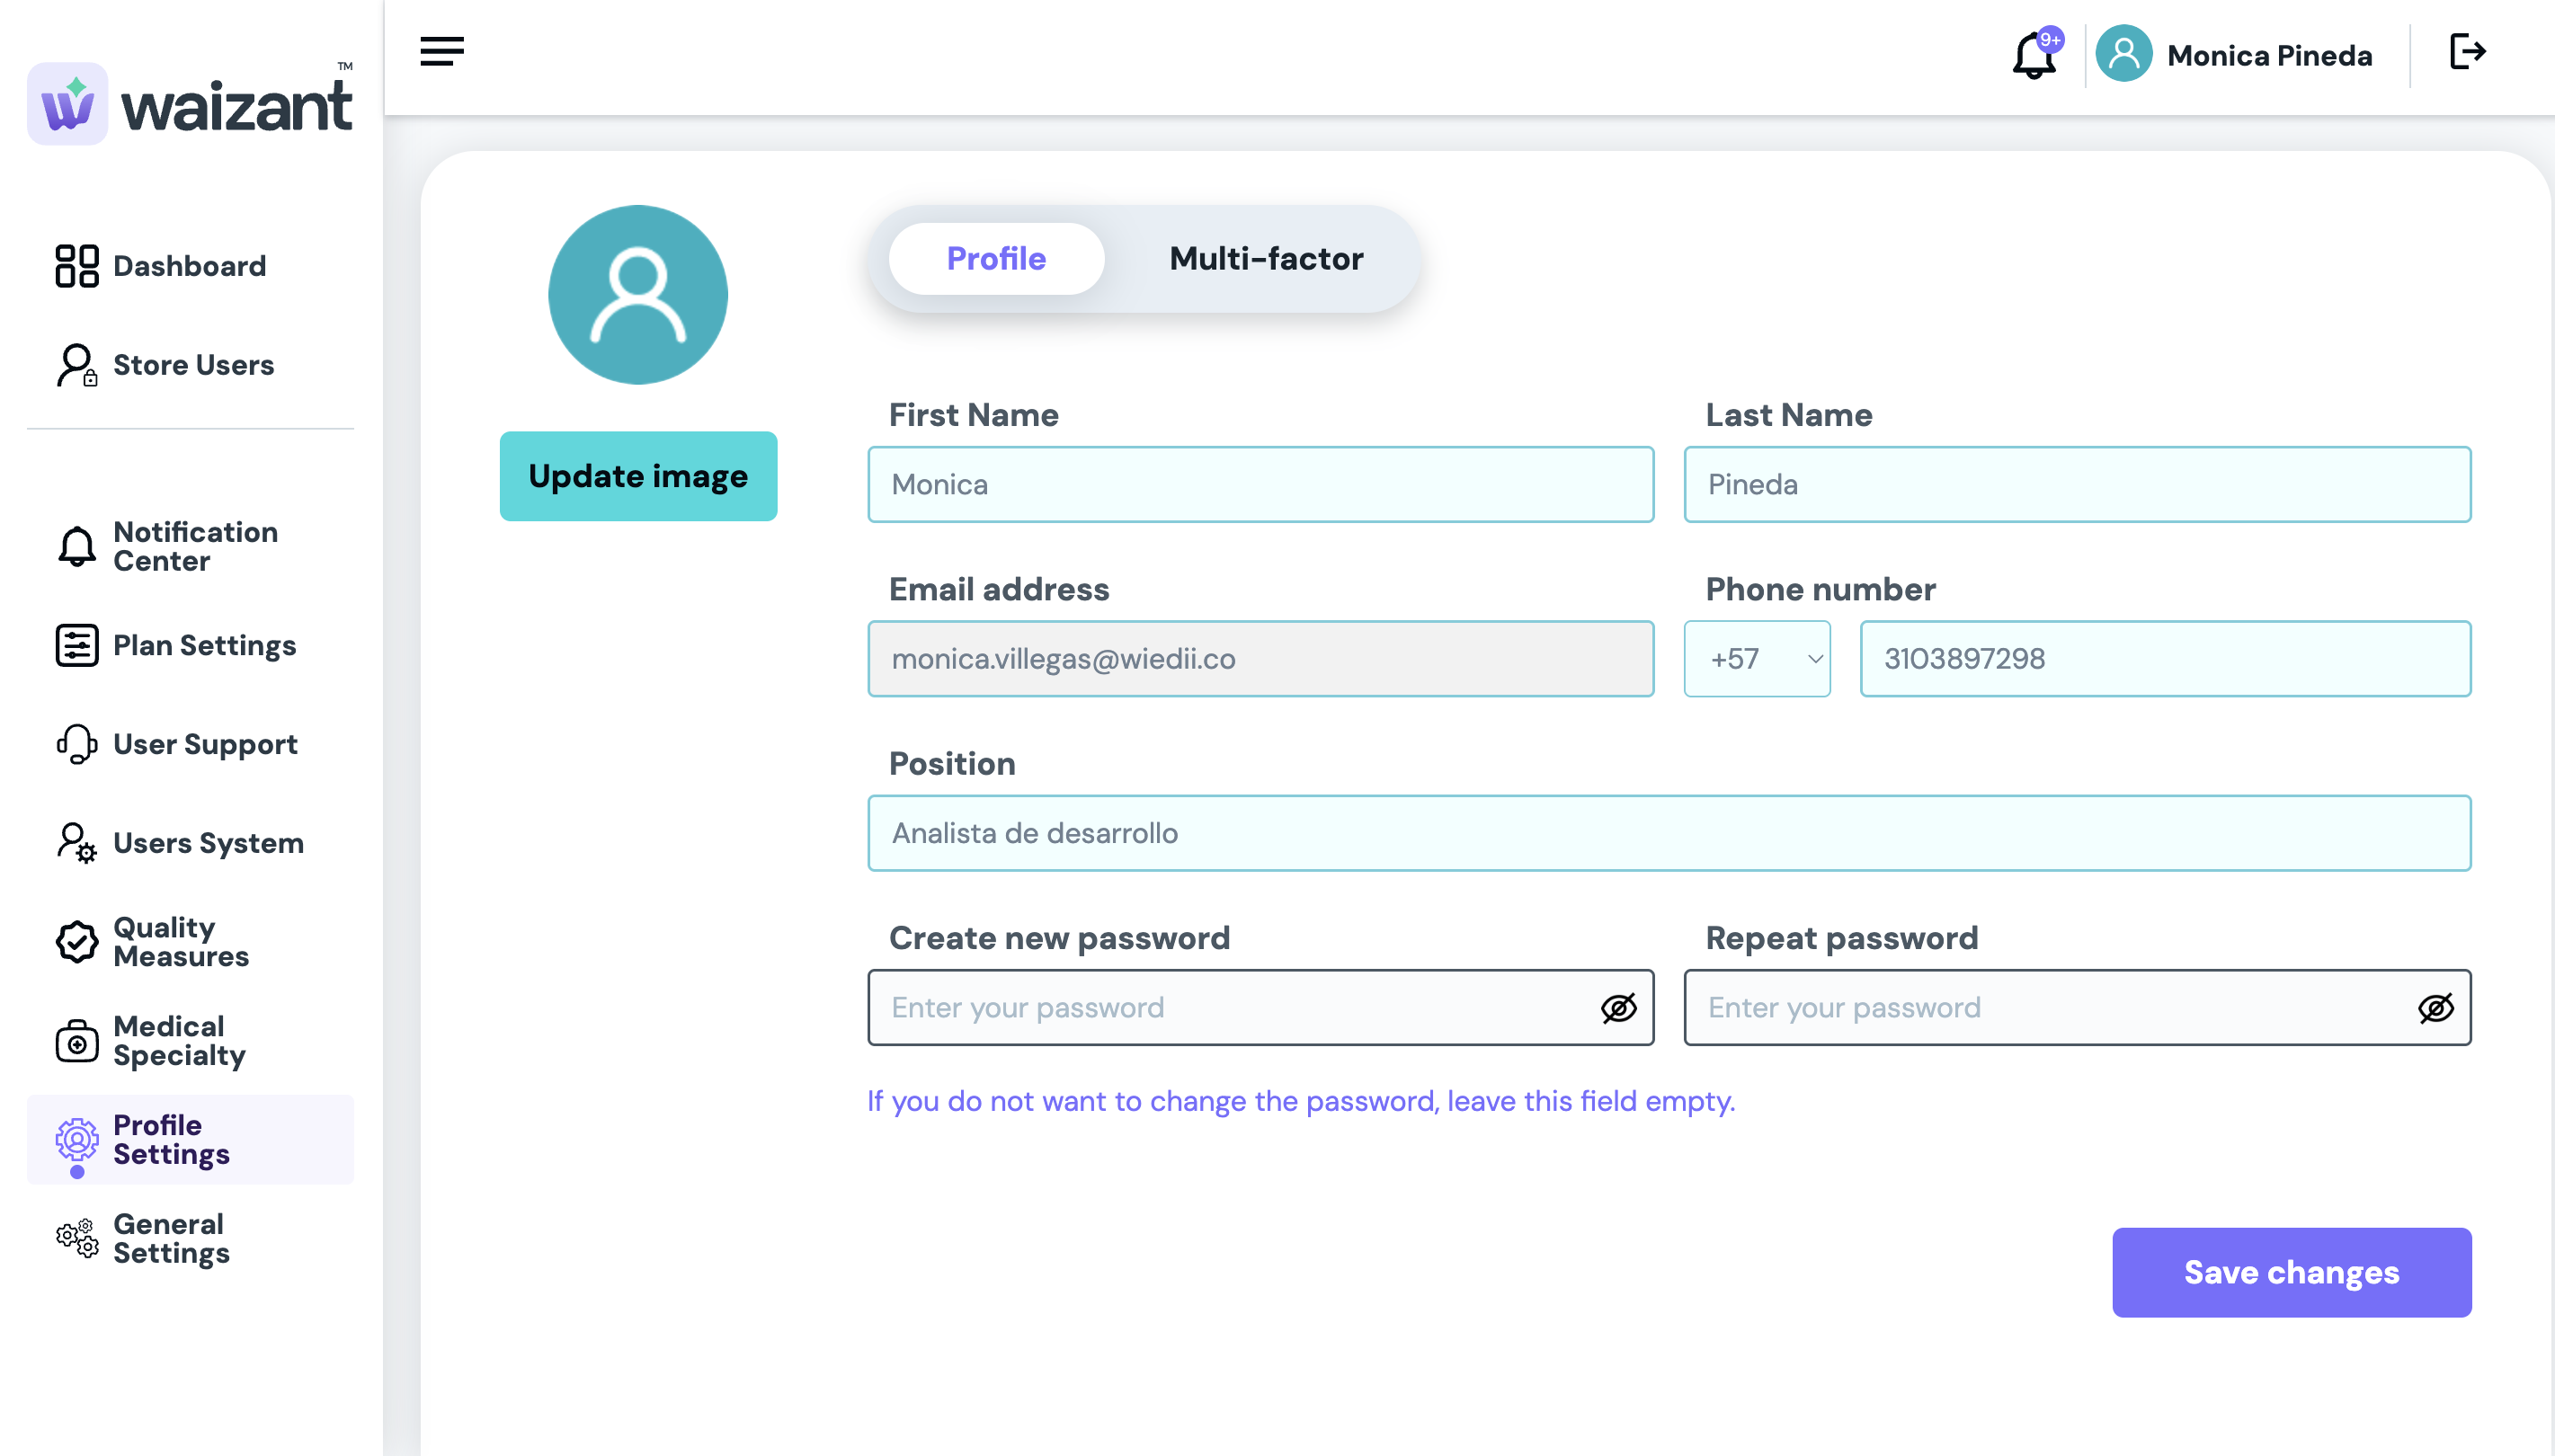 waizant™
9+
Monica Pineda
Dashboard
Store Users
Notification
Center
Plan Settings
User Support
Users System
Quality
Measures
Medical
Specialty
Profile
Settings
General
Settings
Update image
Profile
Multi-factor
First Name
Last Name
Monica
Pineda
Email address
Phone number
monica.villegas@wiedii.co
+57
3103897298
Position
Analista de desarrollo
Create new password
Repeat password
Enter your password
Enter your password
If you do not want to change the password, leave this field empty.
Save changes